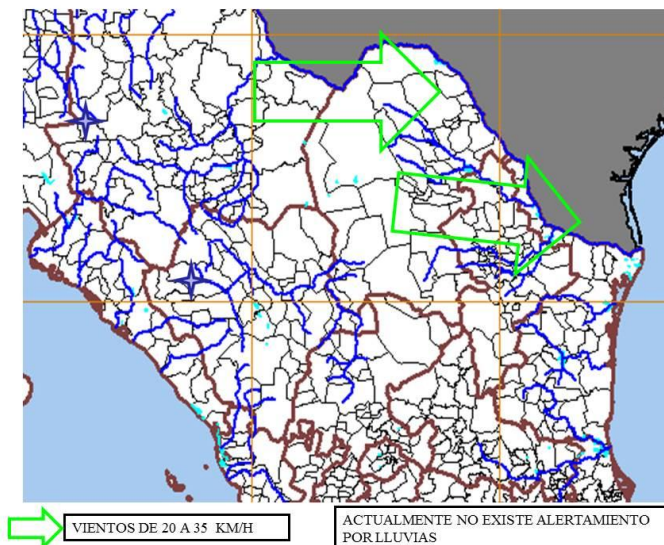 VIENTOS DE 20 A 35 KM/H
ACTUALMENTE NO EXISTE ALERTAMIENTO
POR LLUVIAS